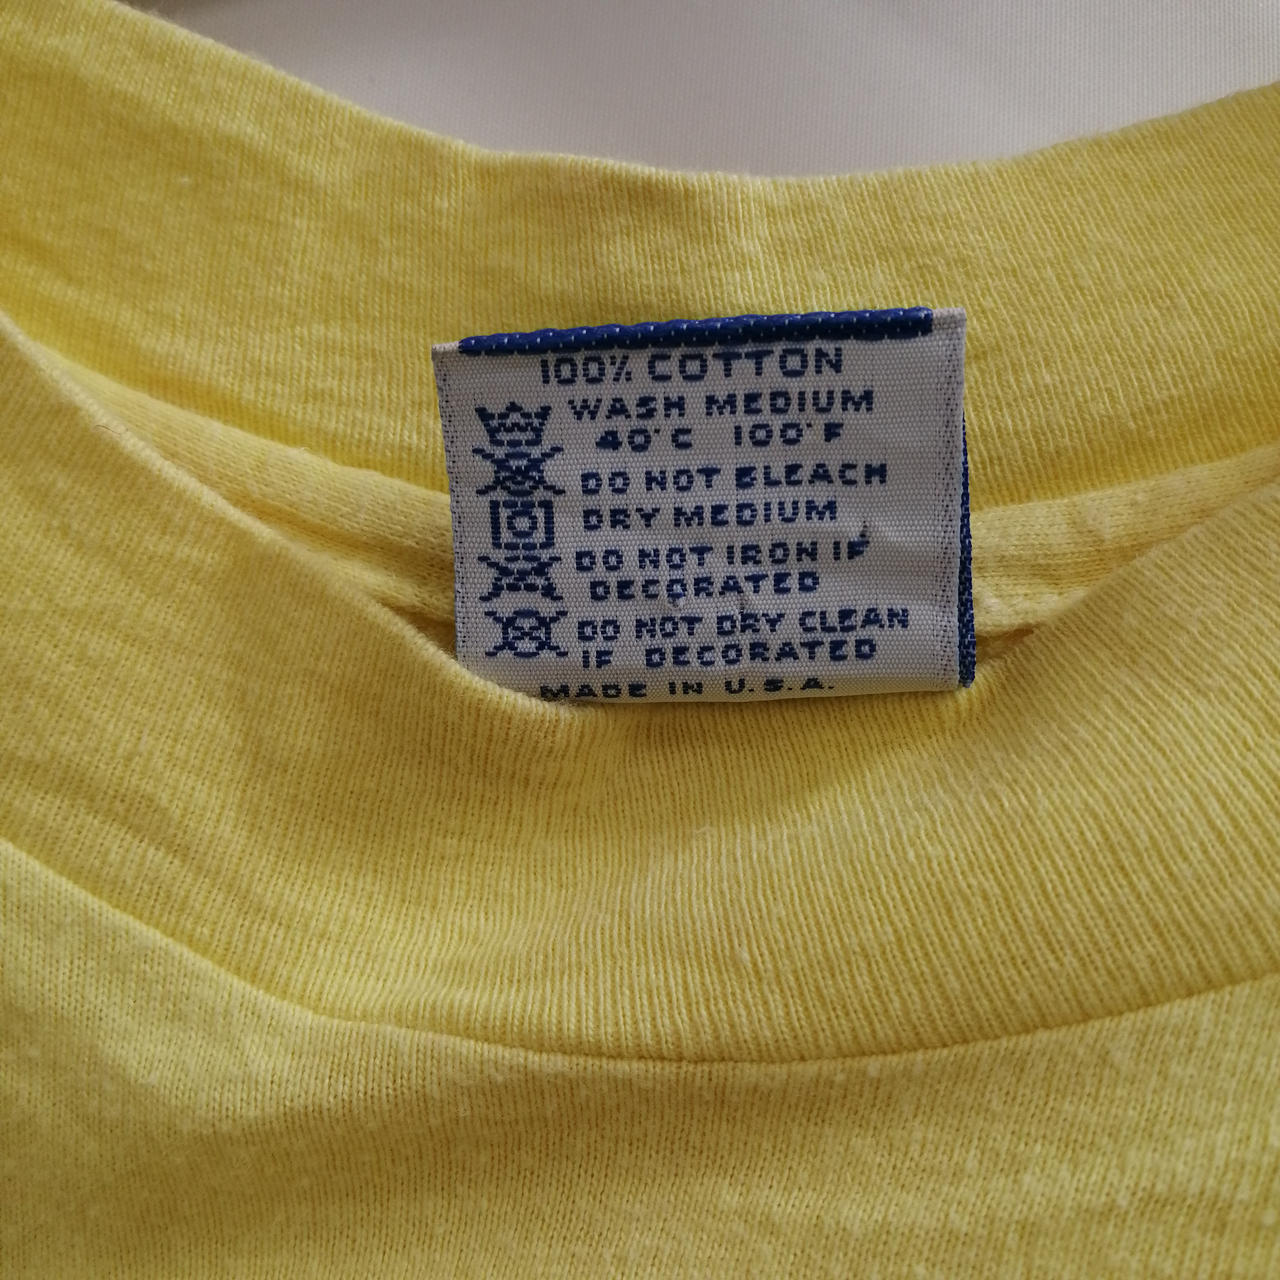 100% COTTON
WASH MEDIUM
40°C 100°F
DO NOT BLEACH
DRY MEDIUM
DO NOT IRON IF
DECORATED
DO NOT DRY CLEAN
IF DECORATED
MADE IN U.S.A.